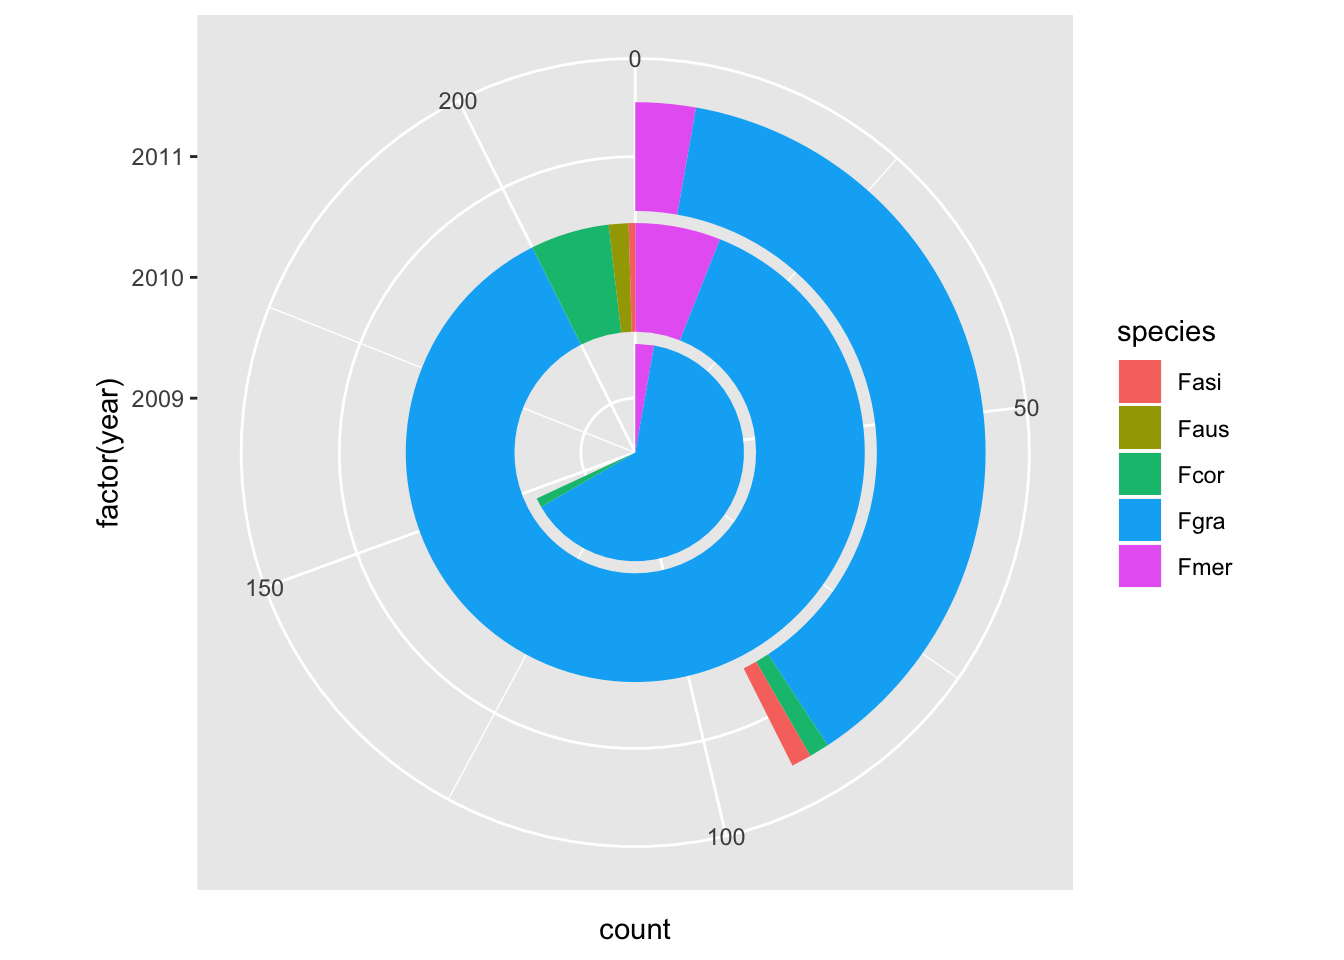 0
200
2011
2010
2009
50
150
100
factor(year)
count
species
Fasi
Faus
Fcor
Fgra
Fmer